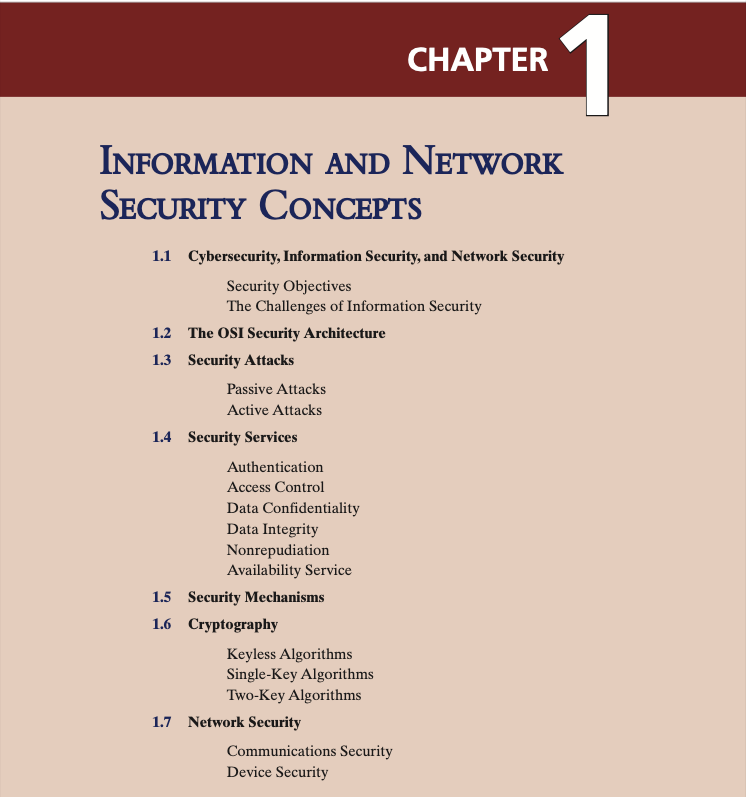 CHAPTER 1
INFORMATION AND NETWORK
SECURITY CONCEPTS
1.1 Cybersecurity, Information Security, and Network Security
Security Objectives
The Challenges of Information Security
1.2 The OSI Security Architecture
1.3 Security Attacks
Passive Attacks
Active Attacks
1.4 Security Services
Authentication
Access Control
Data Confidentiality
Data Integrity
Nonrepudiation
Availability Service
1.5 Security Mechanisms
1.6 Cryptography
Keyless Algorithms
Single-Key Algorithms
Two-Key Algorithms
1.7 Network Security
Communications Security
Device Security